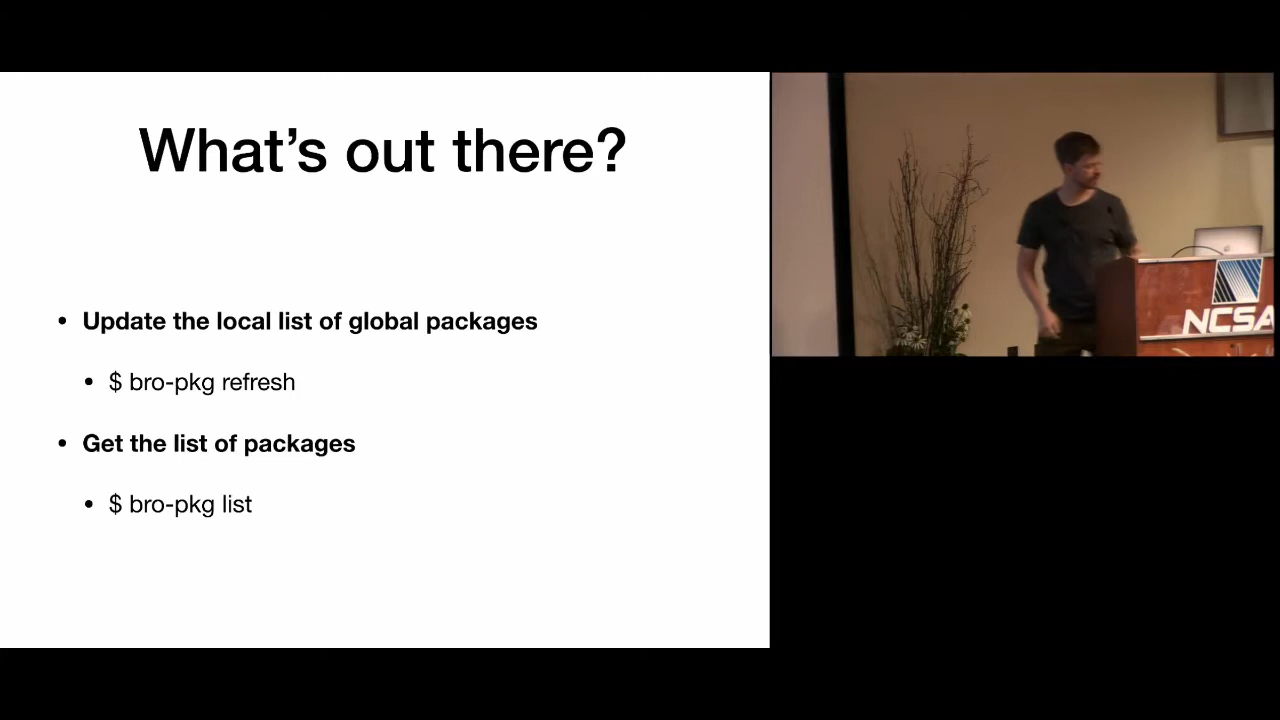 What’s out there?
• Update the local list of global packages
• $ bro-pkg refresh
• Get the list of packages
• $ bro-pkg list
NCSA